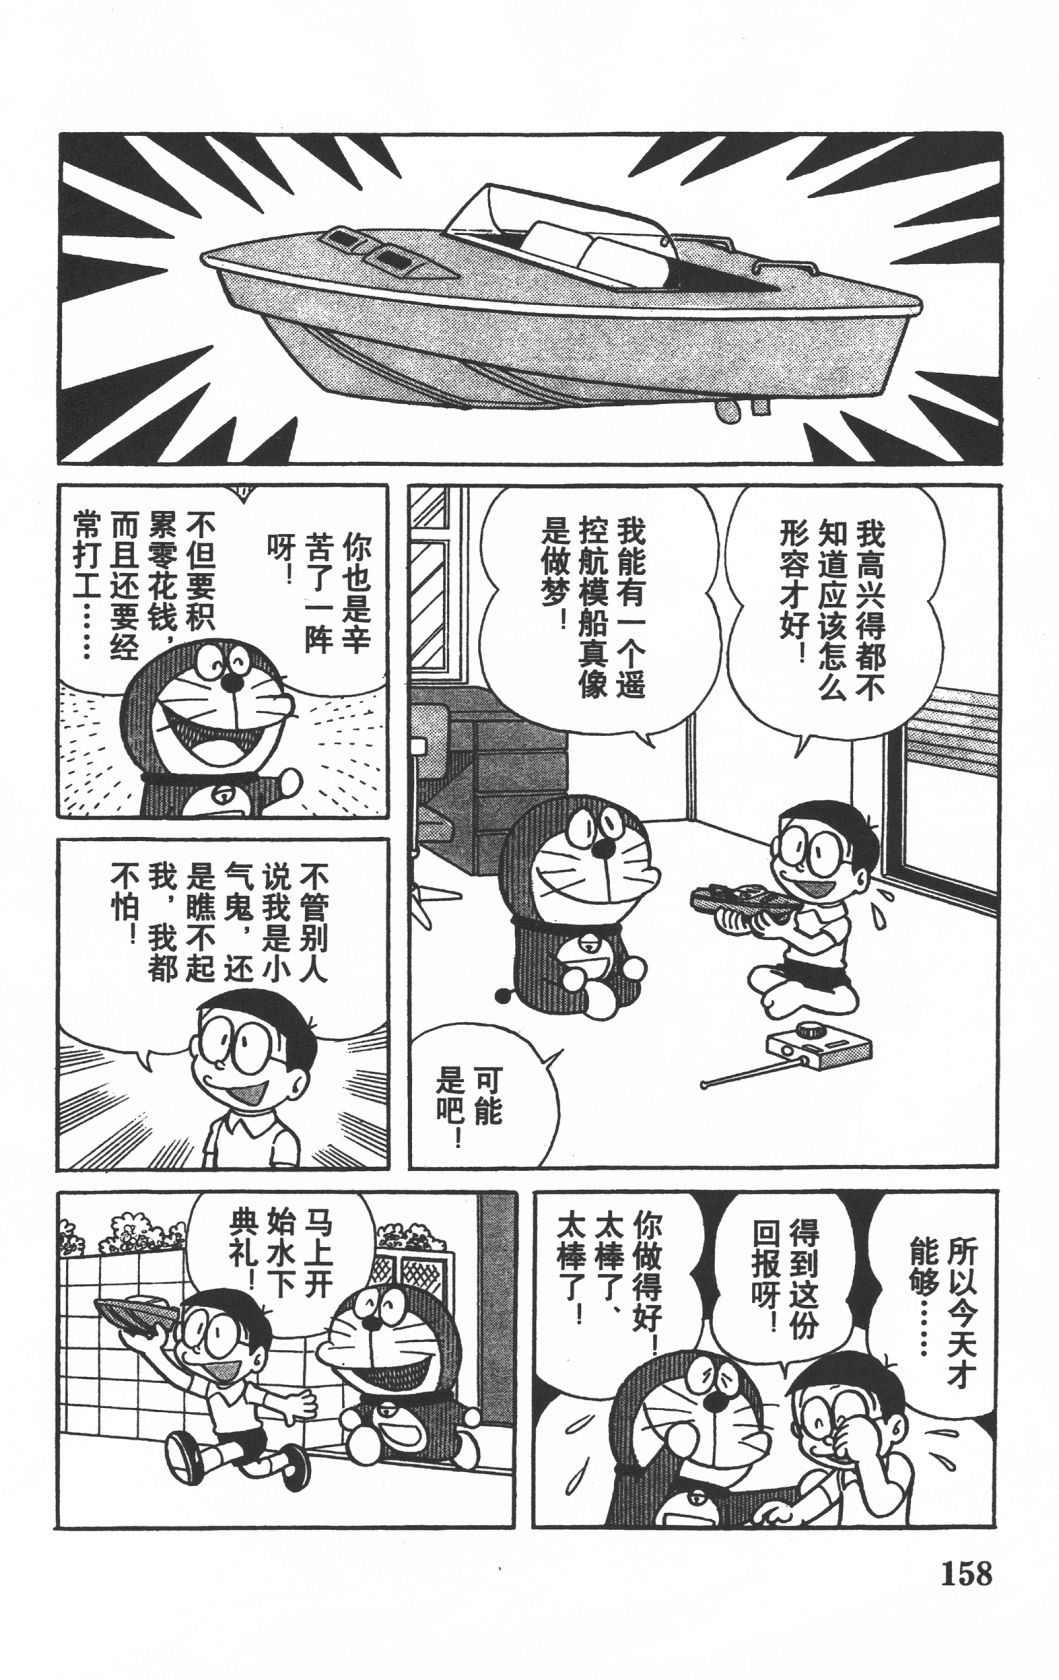 我高兴得都不
知道应该怎么
形容才好！
我能有一个遥
控航模船真像
是做梦！
可能
是吧！
你也是辛
苦了一阵
呀！
不但要积
累零花钱，
而且还要经
常打工……
不管别人
说我是小
气鬼，还
是瞧不起
我，我都
不怕！
所以今天才
能够……
得到这份
回报呀！
你做得好！
太棒了、
太棒了！
马上开
始水下
典礼！
158